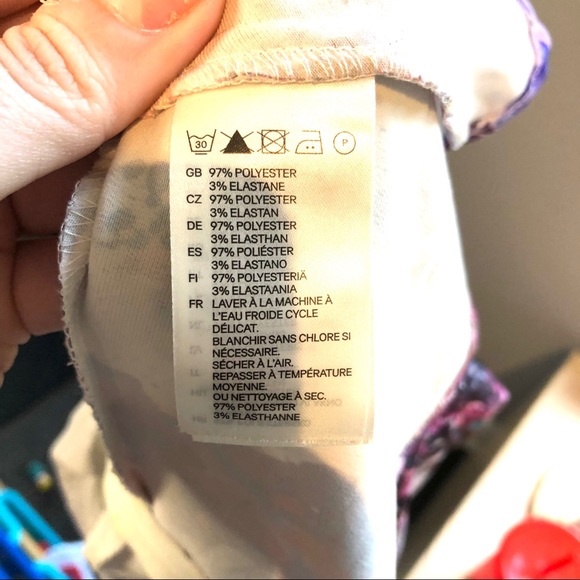 30
P
GB 97% POLYESTER
3% ELASTANE
CZ 97% POLYESTER
3% ELASTAN
DE 97% POLYESTER
3% ELASTHAN
ES 97% POLIÉSTER
3% ELASTANO
FI 97% POLYESTERIÄ
3% ELASTAANIA
FR LAVER À LA MACHINE À
L'EAU FROIDE CYCLE
DÉLICAT.
BLANCHIR SANS CHLORE SI
NÉCESSAIRE.
SÉCHER À L'AIR.
REPASSER À TEMPÉRATURE
MOYENNE.
OU NETTOYAGE À SEC.
97% POLYESTER
3% ELASTHANNE